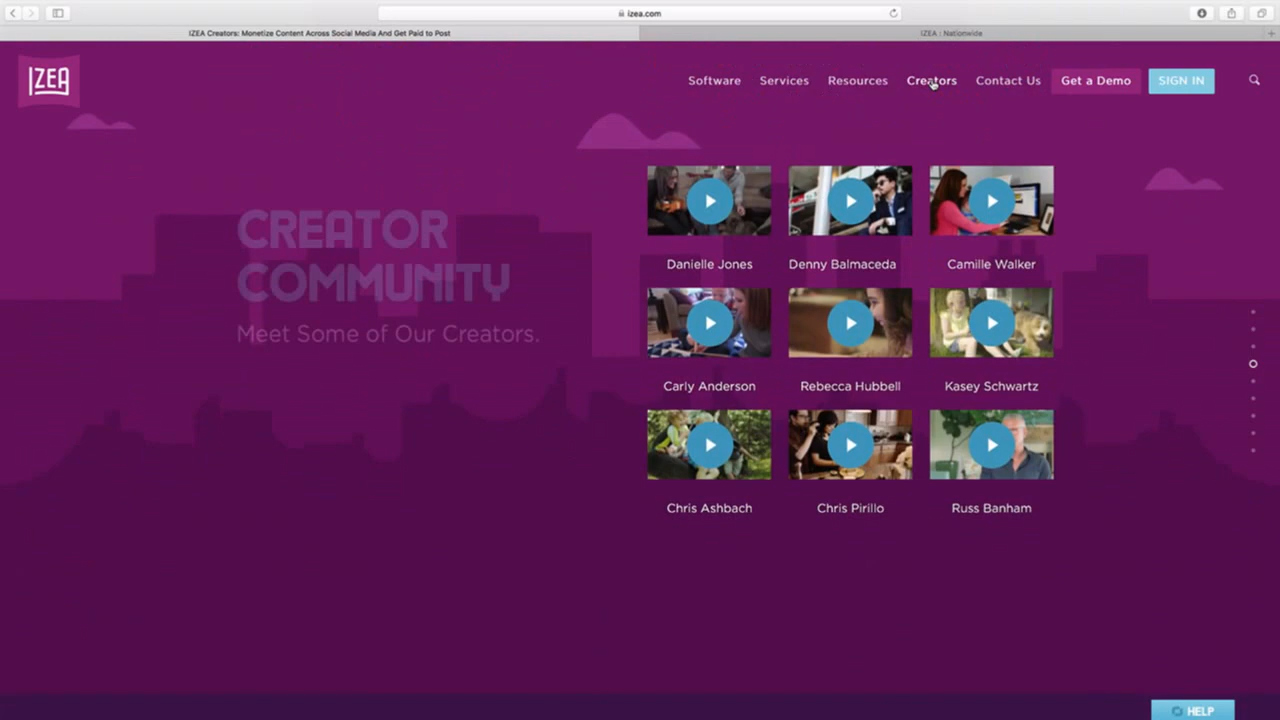 izea.com
IZEA Creators: Monetize Content Across Social Media And Get Paid to Post
IZEA : Nationwide
IZEA
Software
Services
Resources
Creators
Contact Us
Get a Demo
SIGN IN
CREATOR
COMMUNITY
Meet Some of Our Creators.
Danielle Jones
Denny Balmaceda
Camille Walker
Carly Anderson
Rebecca Hubbell
Kasey Schwartz
Chris Ashbach
Chris Pirillo
Russ Banham
HELP